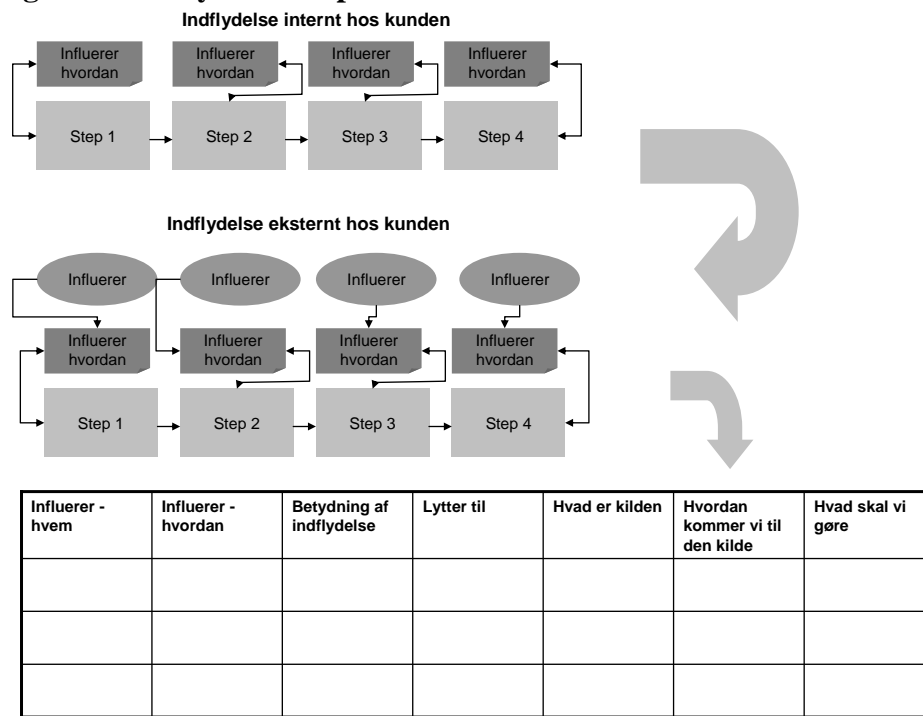 Indflydelse internt hos kunden
Influerer Influerer Influerer Influerer
hvordan hvordan hvordan hvordan
Step 1 Step 2 Step 3 Step 4
Indflydelse eksternt hos kunden
Influerer Influerer Influerer Influerer
Influerer Influerer Influerer Influerer
hvordan hvordan hvordan hvordan
Step 1 Step 2 Step 3 Step 4
Influerer - Influerer - Betydning af Lytter til Hvad er kilden Hvordan Hvad skal vi
hvem hvordan indflydelse kommer vi til gøre
den kilde